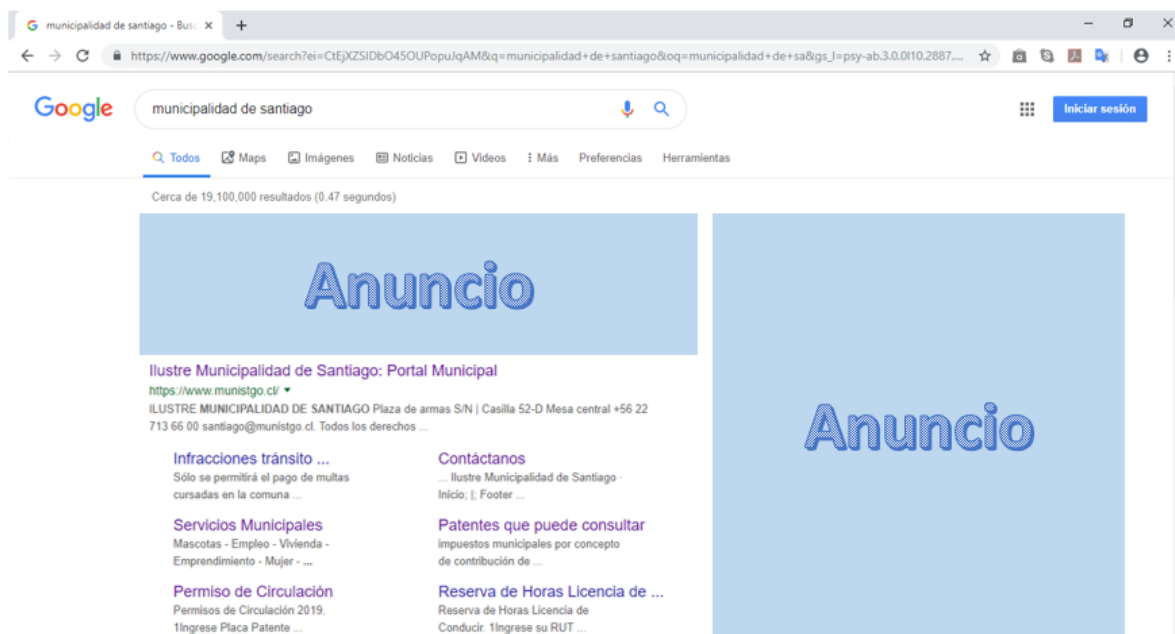 municipalidad de santiago - Busc
https://www.google.com/search?ei=CtEjXZSIDbO45OUPopuJqAM&q=municipalidad+de+santiago&oq=municipalidad+de+sa&gs_l=psy-ab.3.0.0l10.2887....
Google
municipalidad de santiago
Iniciar sesión
Todos Maps Imágenes Noticias Videos Más Preferencias Herramientas
Cerca de 19,100,000 resultados (0.47 segundos)
Anuncio
Anuncio
Ilustre Municipalidad de Santiago: Portal Municipal
https://www.munistgo.cl/
ILUSTRE MUNICIPALIDAD DE SANTIAGO Plaza de armas S/N | Casilla 52-D Mesa central +56 22
713 66 00 santiago@munistgo.cl. Todos los derechos ...
Infracciones tránsito ...
Sólo se permitirá el pago de multas
cursadas en la comuna ...
Contáctanos
... Ilustre Municipalidad de Santiago ·
Inicio; |; Footer ...
Servicios Municipales
Mascotas - Empleo - Vivienda -
Emprendimiento - Mujer - ...
Patentes que puede consultar
impuestos municipales por concepto
de contribución de ...
Permiso de Circulación
Permisos de Circulación 2019.
1Ingrese Placa Patente ...
Reserva de Horas Licencia de ...
Reserva de Horas Licencia de
Conducir. 1Ingrese su RUT ...